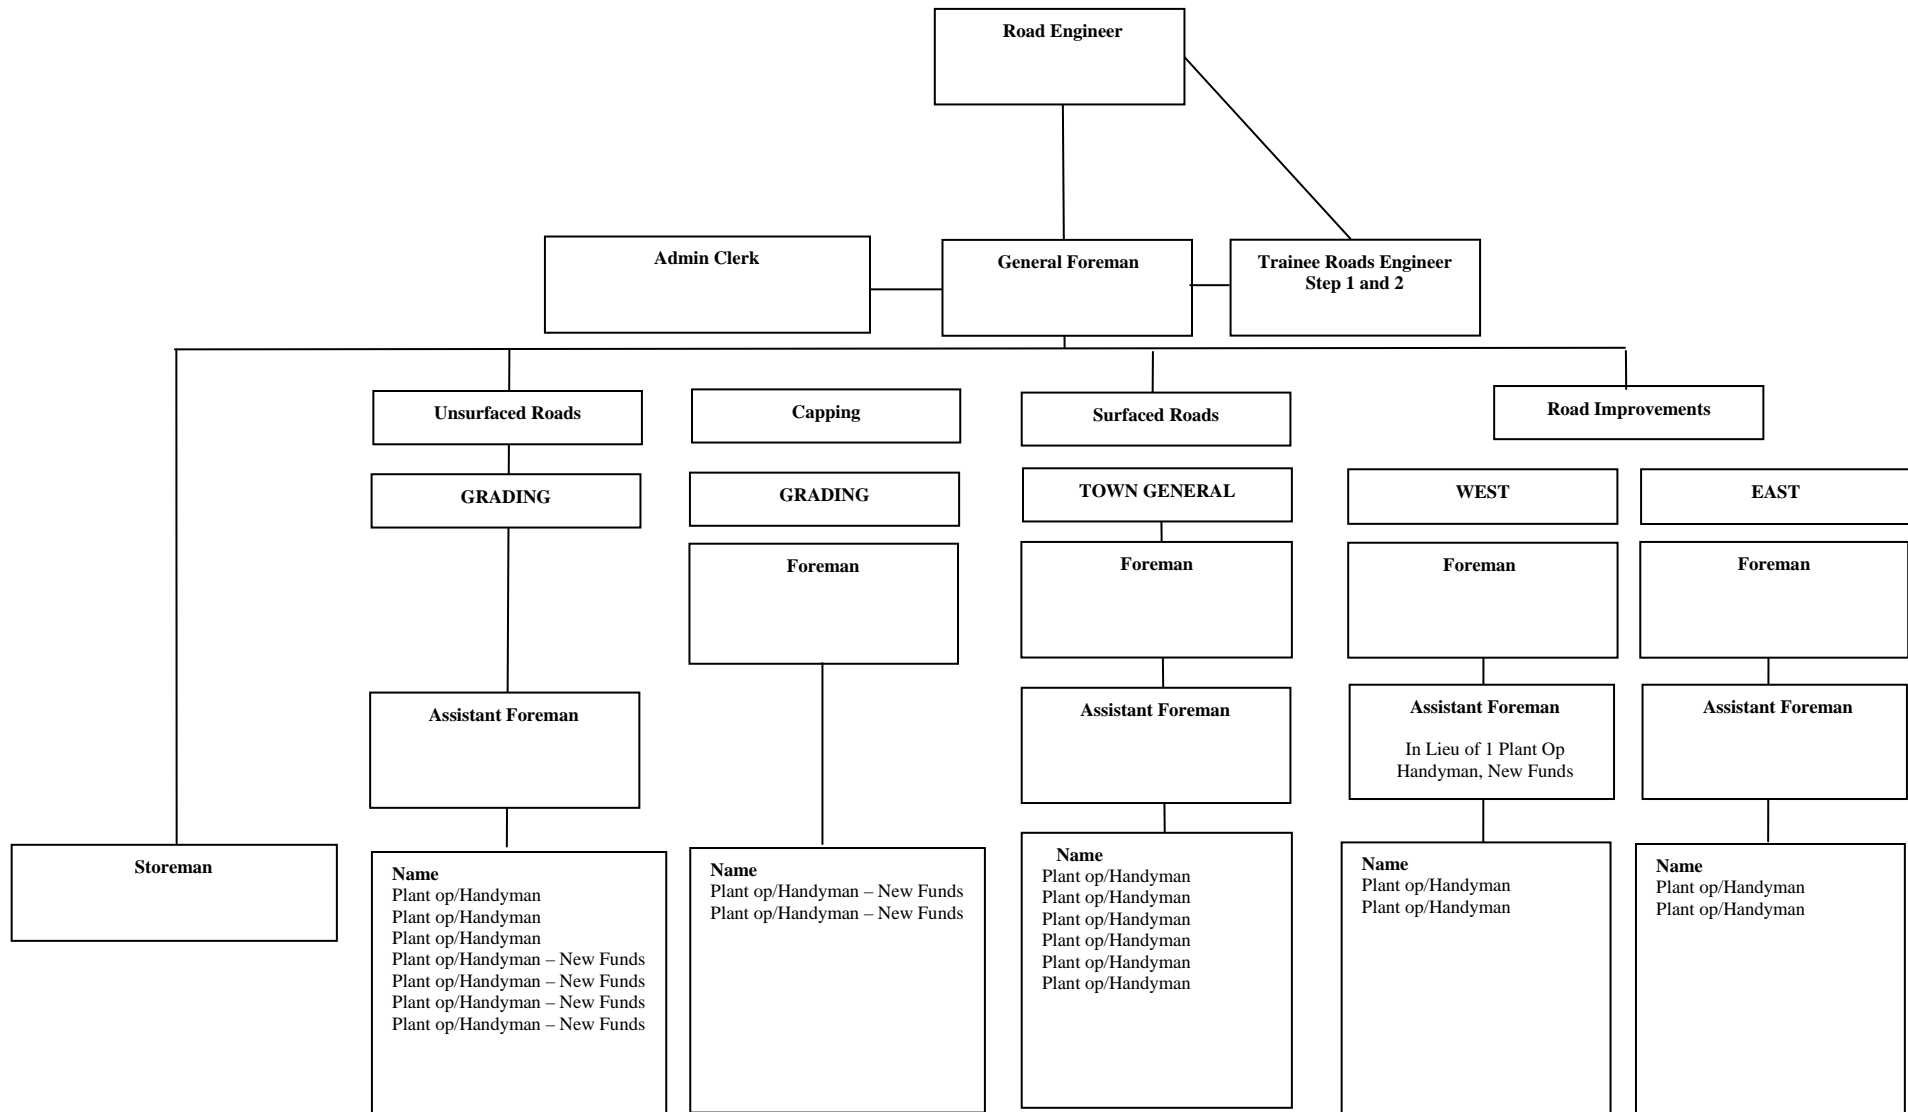 Road Engineer
Admin Clerk
General Foreman
Trainee Roads Engineer
Step 1 and 2
Unsurfaced Roads
Capping
Surfaced Roads
Road Improvements
GRADING
GRADING
TOWN GENERAL
WEST
EAST
Foreman
Foreman
Foreman
Foreman
Assistant Foreman
Assistant Foreman
Assistant Foreman
In Lieu of 1 Plant Op
Handyman, New Funds
Assistant Foreman
Storeman
Name
Plant op/Handyman
Plant op/Handyman
Plant op/Handyman
Plant op/Handyman – New Funds
Plant op/Handyman – New Funds
Plant op/Handyman – New Funds
Plant op/Handyman – New Funds
Name
Plant op/Handyman – New Funds
Plant op/Handyman – New Funds
Name
Plant op/Handyman
Plant op/Handyman
Plant op/Handyman
Plant op/Handyman
Plant op/Handyman
Plant op/Handyman
Name
Plant op/Handyman
Plant op/Handyman
Name
Plant op/Handyman
Plant op/Handyman